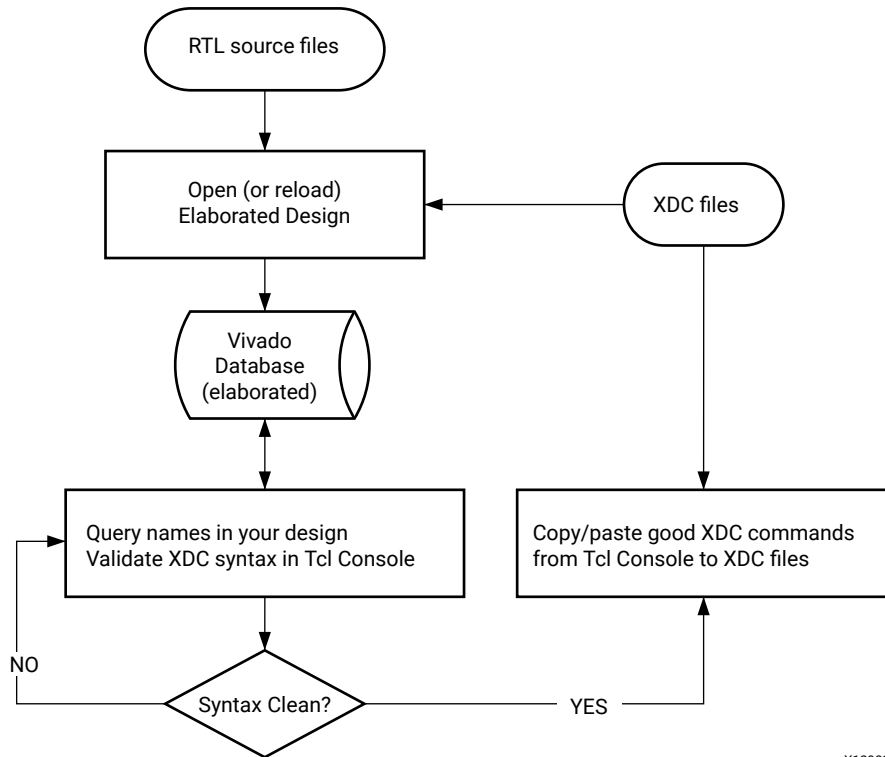 RTL source files
Open (or reload)
Elaborated Design
XDC files
Vivado
Database
(elaborated)
Query names in your design
Validate XDC syntax in Tcl Console
Copy/paste good XDC commands
from Tcl Console to XDC files
NO
Syntax Clean?
YES